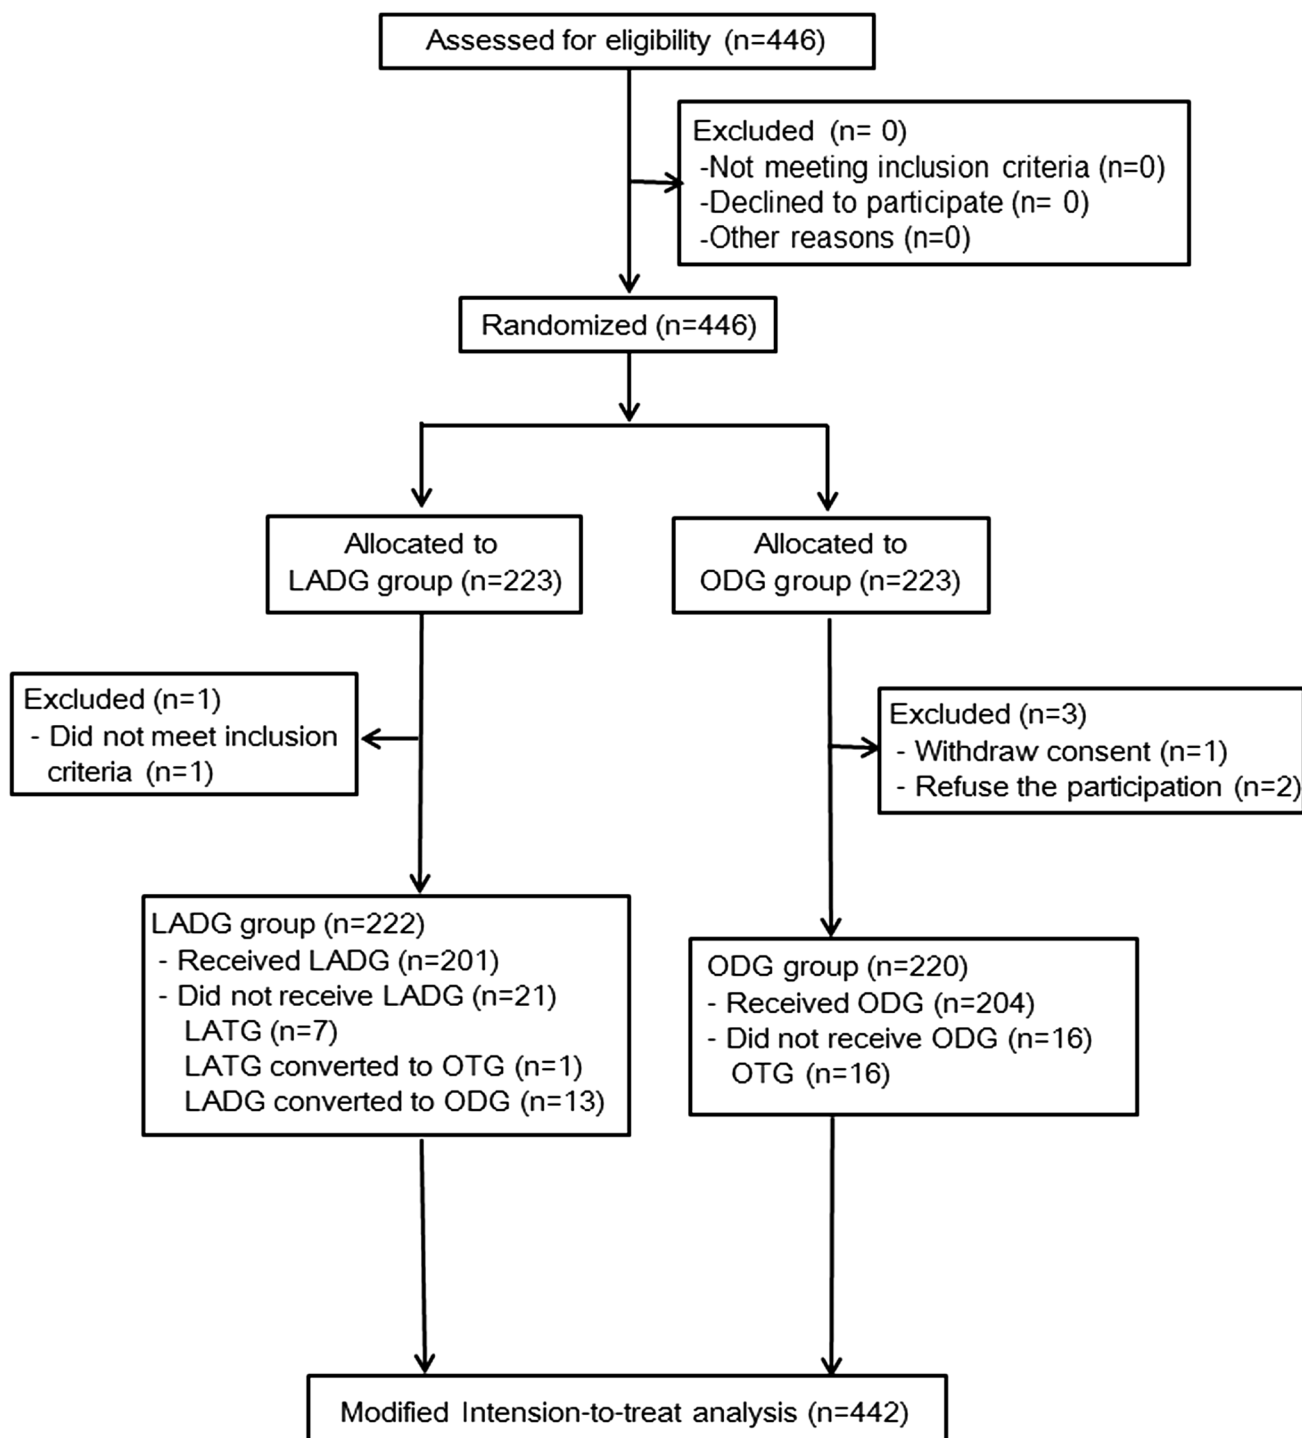 Assessed for eligibility (n=446)
Excluded (n= 0)
-Not meeting inclusion criteria (n=0)
-Declined to participate (n= 0)
-Other reasons (n=0)
Randomized (n=446)
Allocated to
LADG group (n=223)
Allocated to
ODG group (n=223)
Excluded (n=1)
- Did not meet inclusion
criteria (n=1)
Excluded (n=3)
- Withdraw consent (n=1)
- Refuse the participation (n=2)
LADG group (n=222)
- Received LADG (n=201)
- Did not receive LADG (n=21)
LATG (n=7)
LATG converted to OTG (n=1)
LADG converted to ODG (n=13)
ODG group (n=220)
- Received ODG (n=204)
- Did not receive ODG (n=16)
OTG (n=16)
Modified Intension-to-treat analysis (n=442)